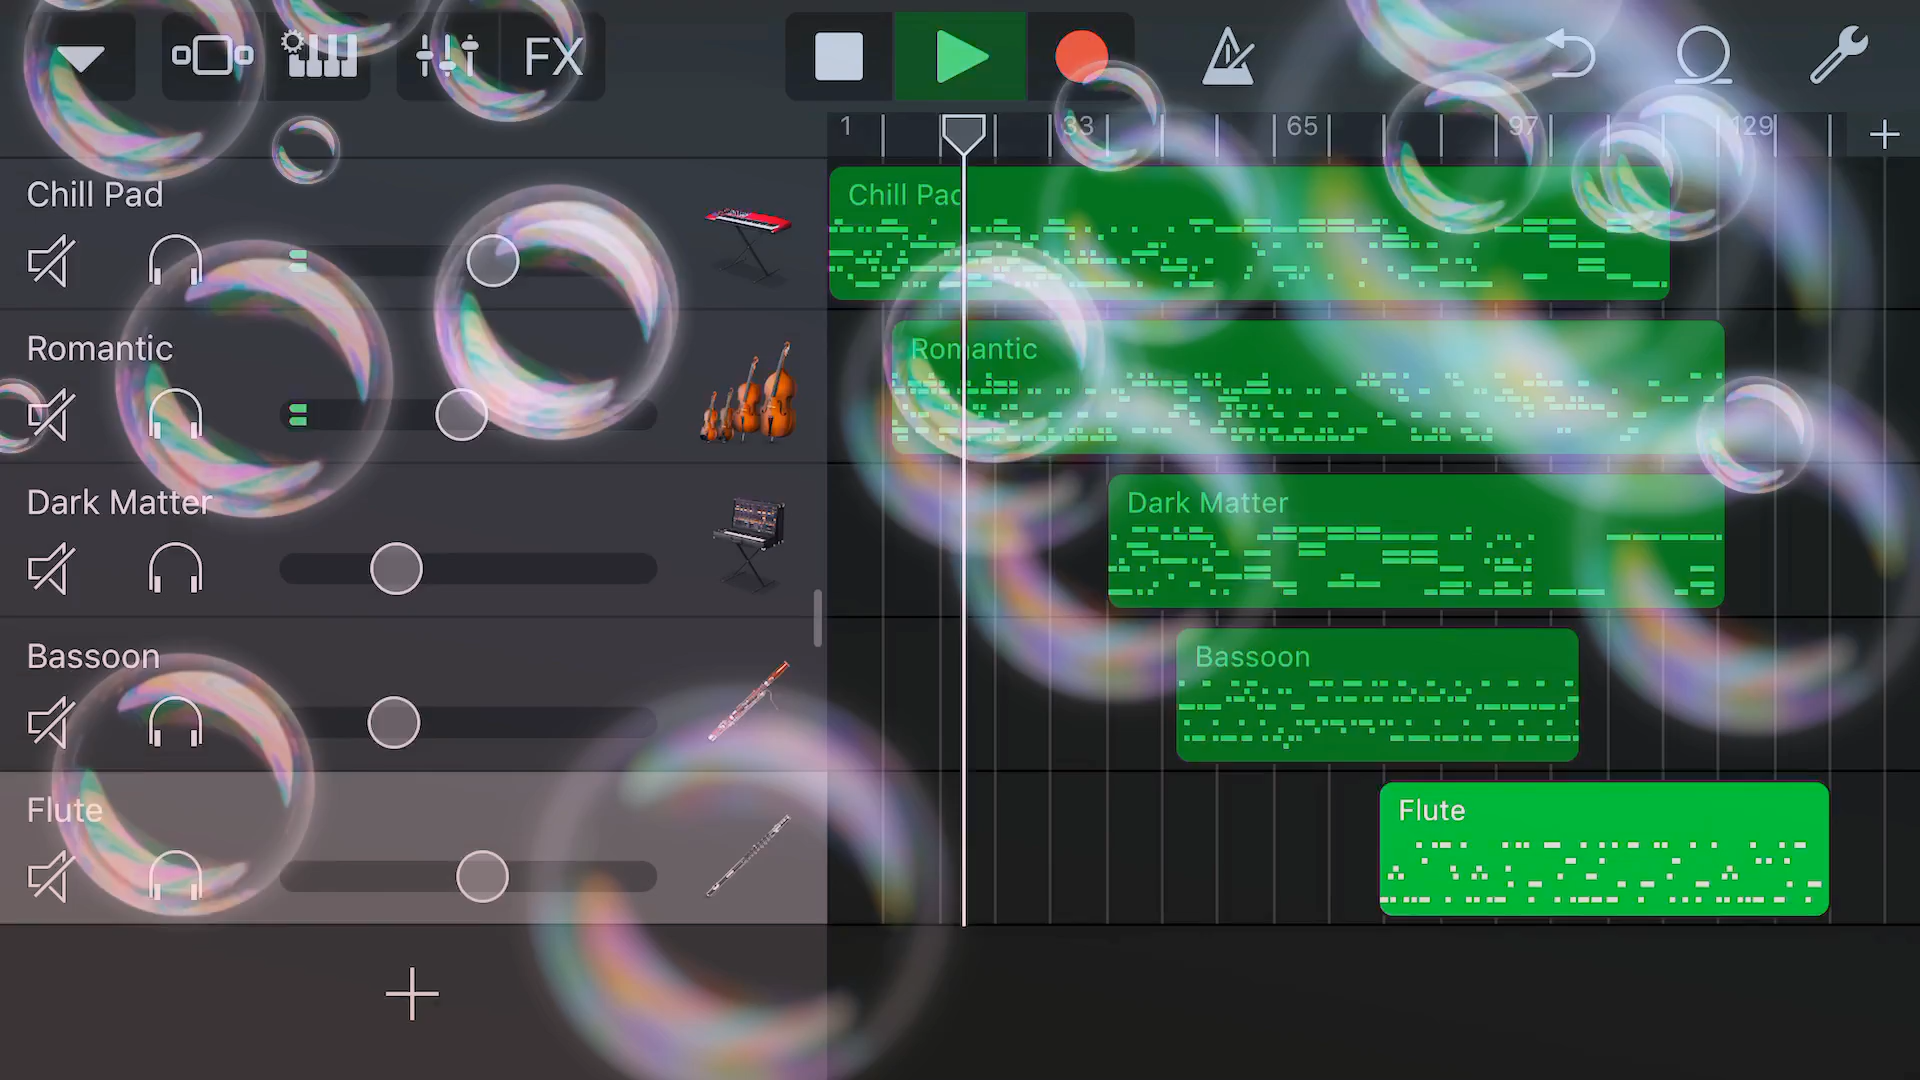 FX
1 33 65 97 129
Chill Pad
Chill Pad
Romantic
Romantic
Dark Matter
Dark Matter
Bassoon
Bassoon
Flute
Flute